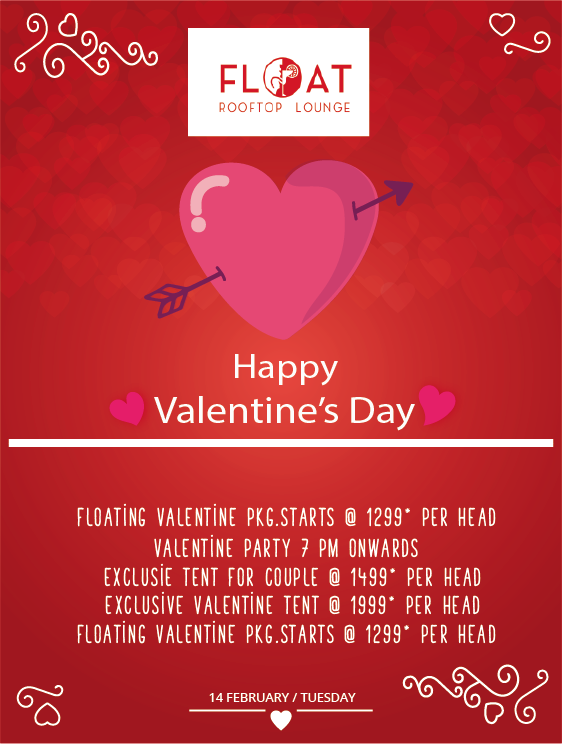 FLOAT
ROOFTOP LOUNGE
Happy
Valentine's Day
FLOATING VALENTINE PKG.STARTS @ 1299* PER HEAD
VALENTINE PARTY 7 PM ONWARDS
EXCLUSIE TENT FOR COUPLE @ 1499* PER HEAD
EXCLUSIVE VALENTINE TENT @ 1999* PER HEAD
FLOATING VALENTINE PKG.STARTS @ 1299* PER HEAD
14 FEBRUARY / TUESDAY